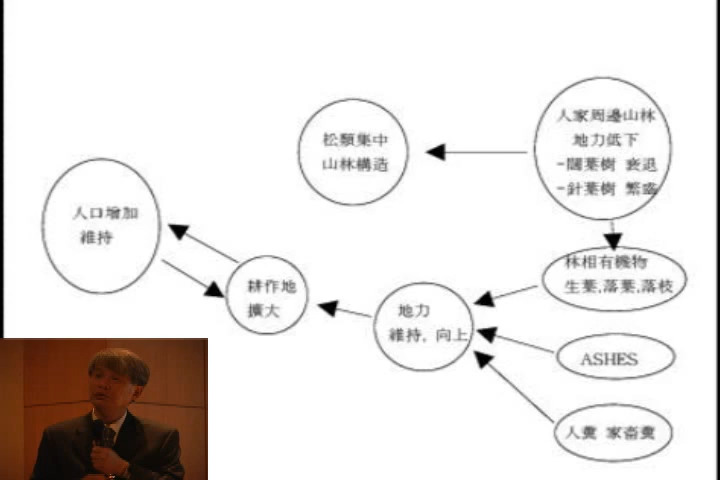 人家周邊山林
地力低下
-闊葉樹 衰退
-針葉樹 繁盛
松類集中
山林構造
人口增加
維持
林相有機物
生葉,落葉,落枝
耕作地
擴大
地力
維持, 向上
ASHES
人糞 家畜糞